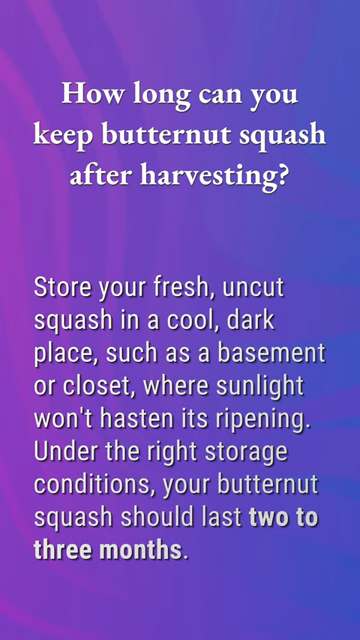 How long can you
keep butternut squash
after harvesting?
Store your fresh, uncut
squash in a cool, dark
place, such as a basement
or closet, where sunlight
won't hasten its ripening.
Under the right storage
conditions, your butternut
squash should last two to
three months.